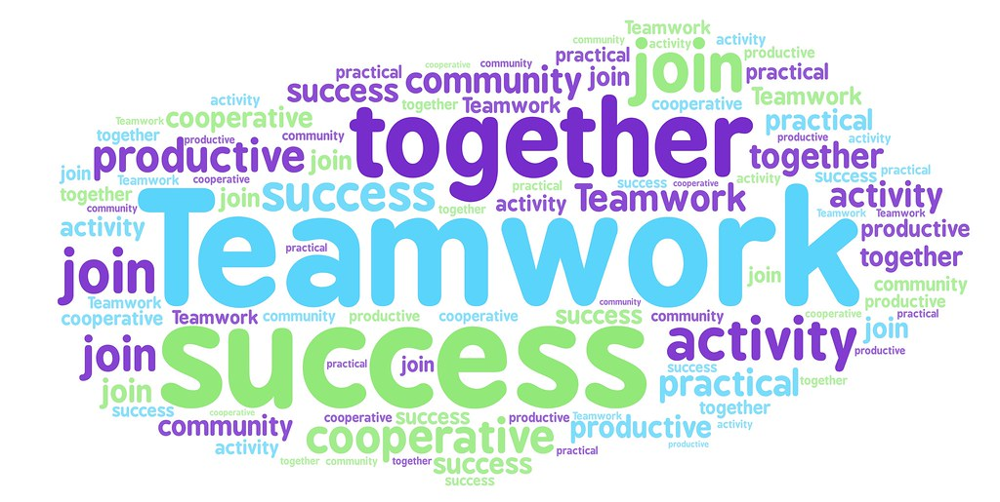 Teamwork
community activity join activity
practical productive
practical cooperative community join practical
success community
activity together Teamwork cooperative Teamwork
Teamwork cooperative together practical
together productive community productive activity
productive join together
join Teamwork cooperative practical success cooperative activity success practical
together join success together activity Teamwork activity
community Teamwork Teamwork
activity Teamwork productive
practical together
join join community
Teamwork community productive
cooperative Teamwork community productive cooperative success community cooperative practical
join success activity join
productive
join practical join success practical together
success cooperative together
community cooperative success productive Teamwork
cooperative productive activity
activity practical productive
together community together success
success